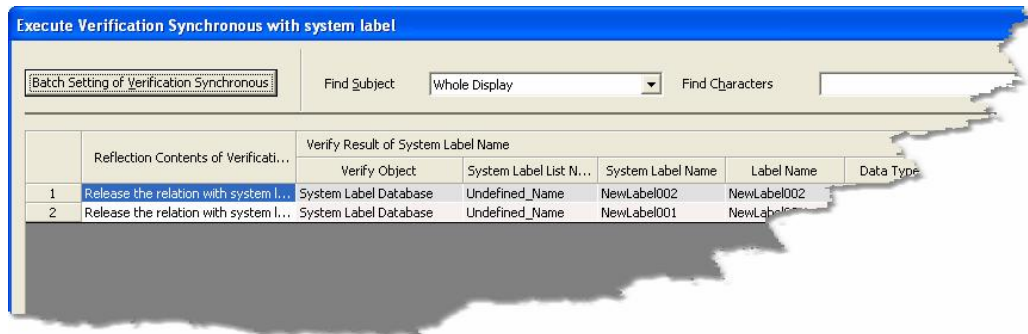 Execute Verification Synchronous with system label
Batch Setting of Verification Synchronous Find Subject Whole Display Find Characters
Reflection Contents of Verificati... Verify Result of System Label Name
Verify Object System Label List N... System Label Name Label Name Data Type
1 Release the relation with system l... System Label Database Undefined_Name NewLabel002 NewLabel002
2 Release the relation with system l... System Label Database Undefined_Name NewLabel001